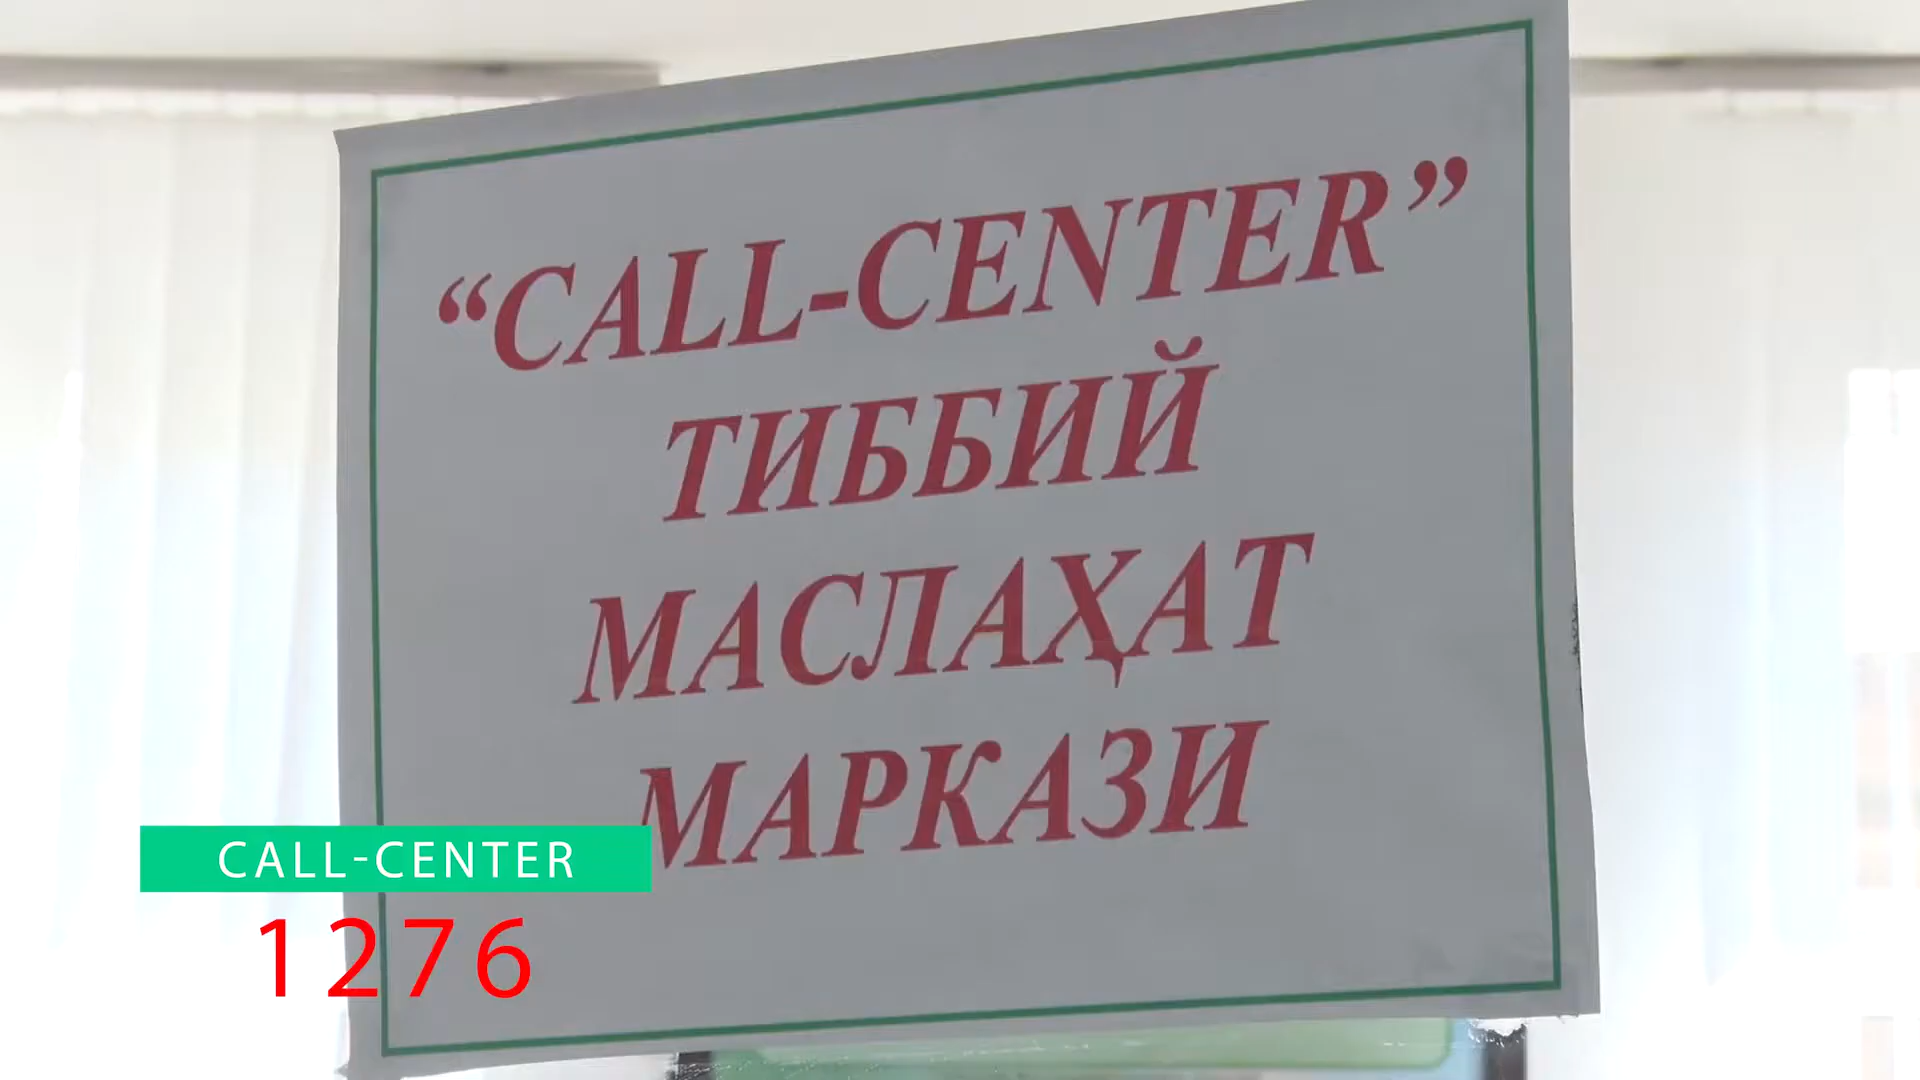 “CALL-CENTER”
ТИББИЙ
МАСЛАҲАТ
МАРКАЗИ
CALL-CENTER
1276